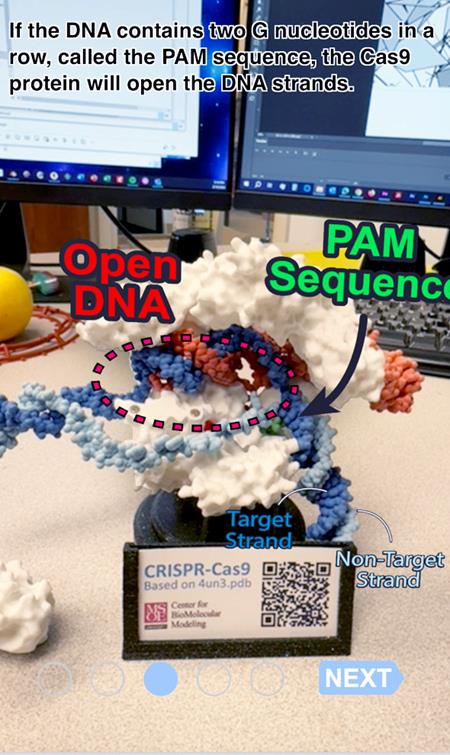 If the DNA contains two G nucleotides in a
row, called the PAM sequence, the Cas9
protein will open the DNA strands.
Open
DNA
PAM
Sequence
Target
Strand
Non-Target
Strand
CRISPR-Cas9
Based on 4un3.pdb
MSOE
Center for
BioMolecular
Modeling
NEXT